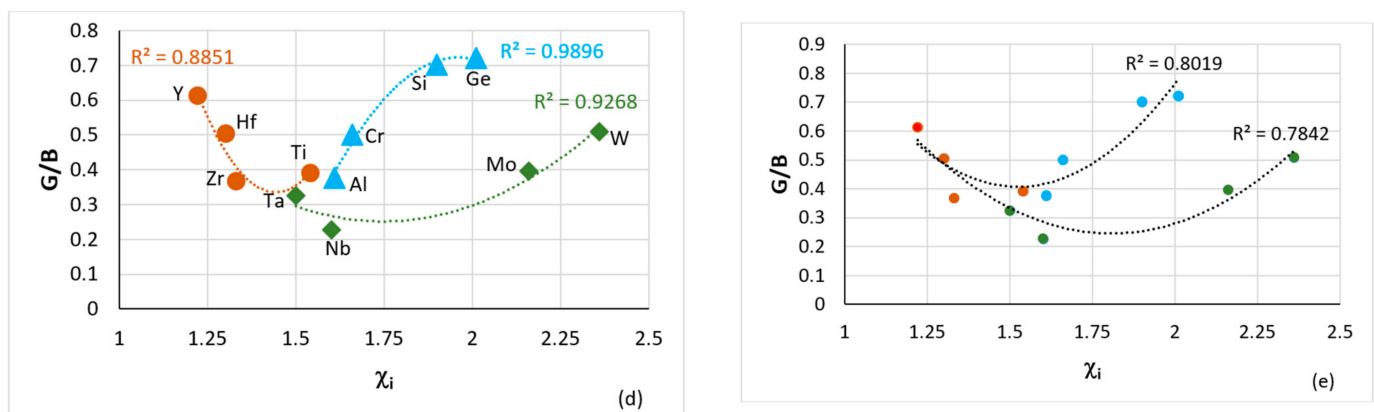 0.8
0.7
0.6
0.5
0.4
0.3
0.2
0.1
0
G/B
R² = 0.8851
R² = 0.9896
R² = 0.9268
Y
Hf
Zr
Ti
Ta
Nb
Al
Cr
Si
Ge
Mo
W
1 1.25 1.5 1.75 2 2.25 2.5
χi
(d)
0.9
0.8
0.7
0.6
0.5
0.4
0.3
0.2
0.1
0
G/B
R² = 0.8019
R² = 0.7842
1 1.25 1.5 1.75 2 2.25 2.5
χi
(e)